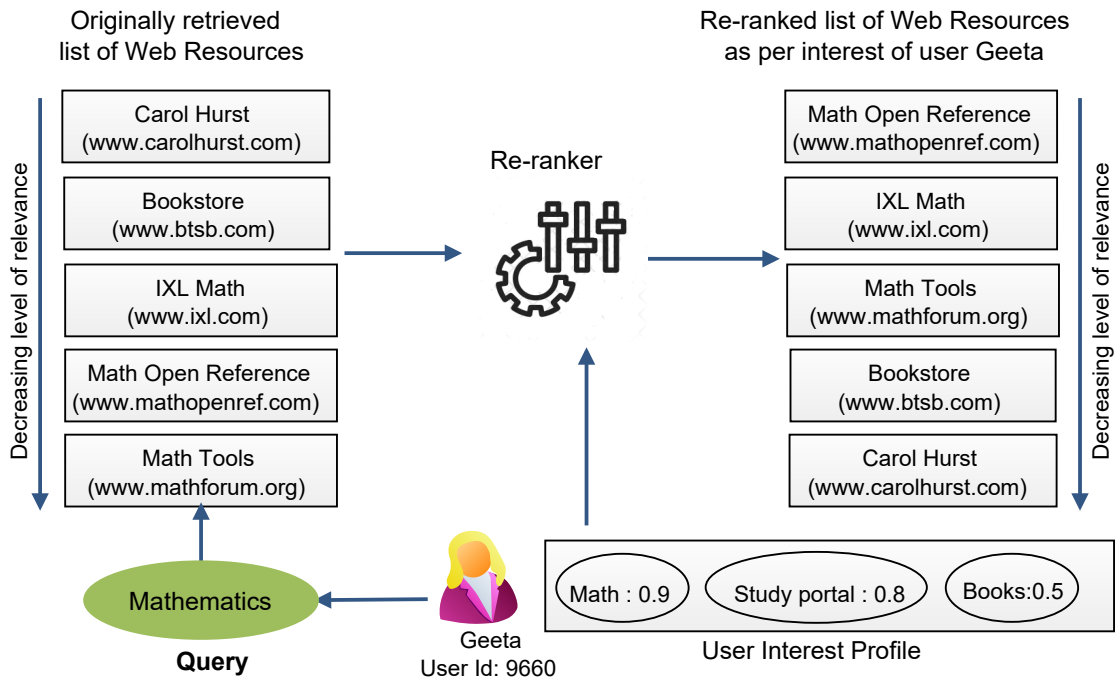 Originally retrieved
list of Web Resources
Re-ranked list of Web Resources
as per interest of user Geeta
Decreasing level of relevance
Carol Hurst
(www.carolhurst.com)
Bookstore
(www.btsb.com)
IXL Math
(www.ixl.com)
Math Open Reference
(www.mathopenref.com)
Math Tools
(www.mathforum.org)
Re-ranker
Math Open Reference
(www.mathopenref.com)
IXL Math
(www.ixl.com)
Math Tools
(www.mathforum.org)
Bookstore
(www.btsb.com)
Carol Hurst
(www.carolhurst.com)
Decreasing level of relevance
Mathematics
Query
Geeta
User Id: 9660
Math : 0.9
Study portal : 0.8
Books:0.5
User Interest Profile